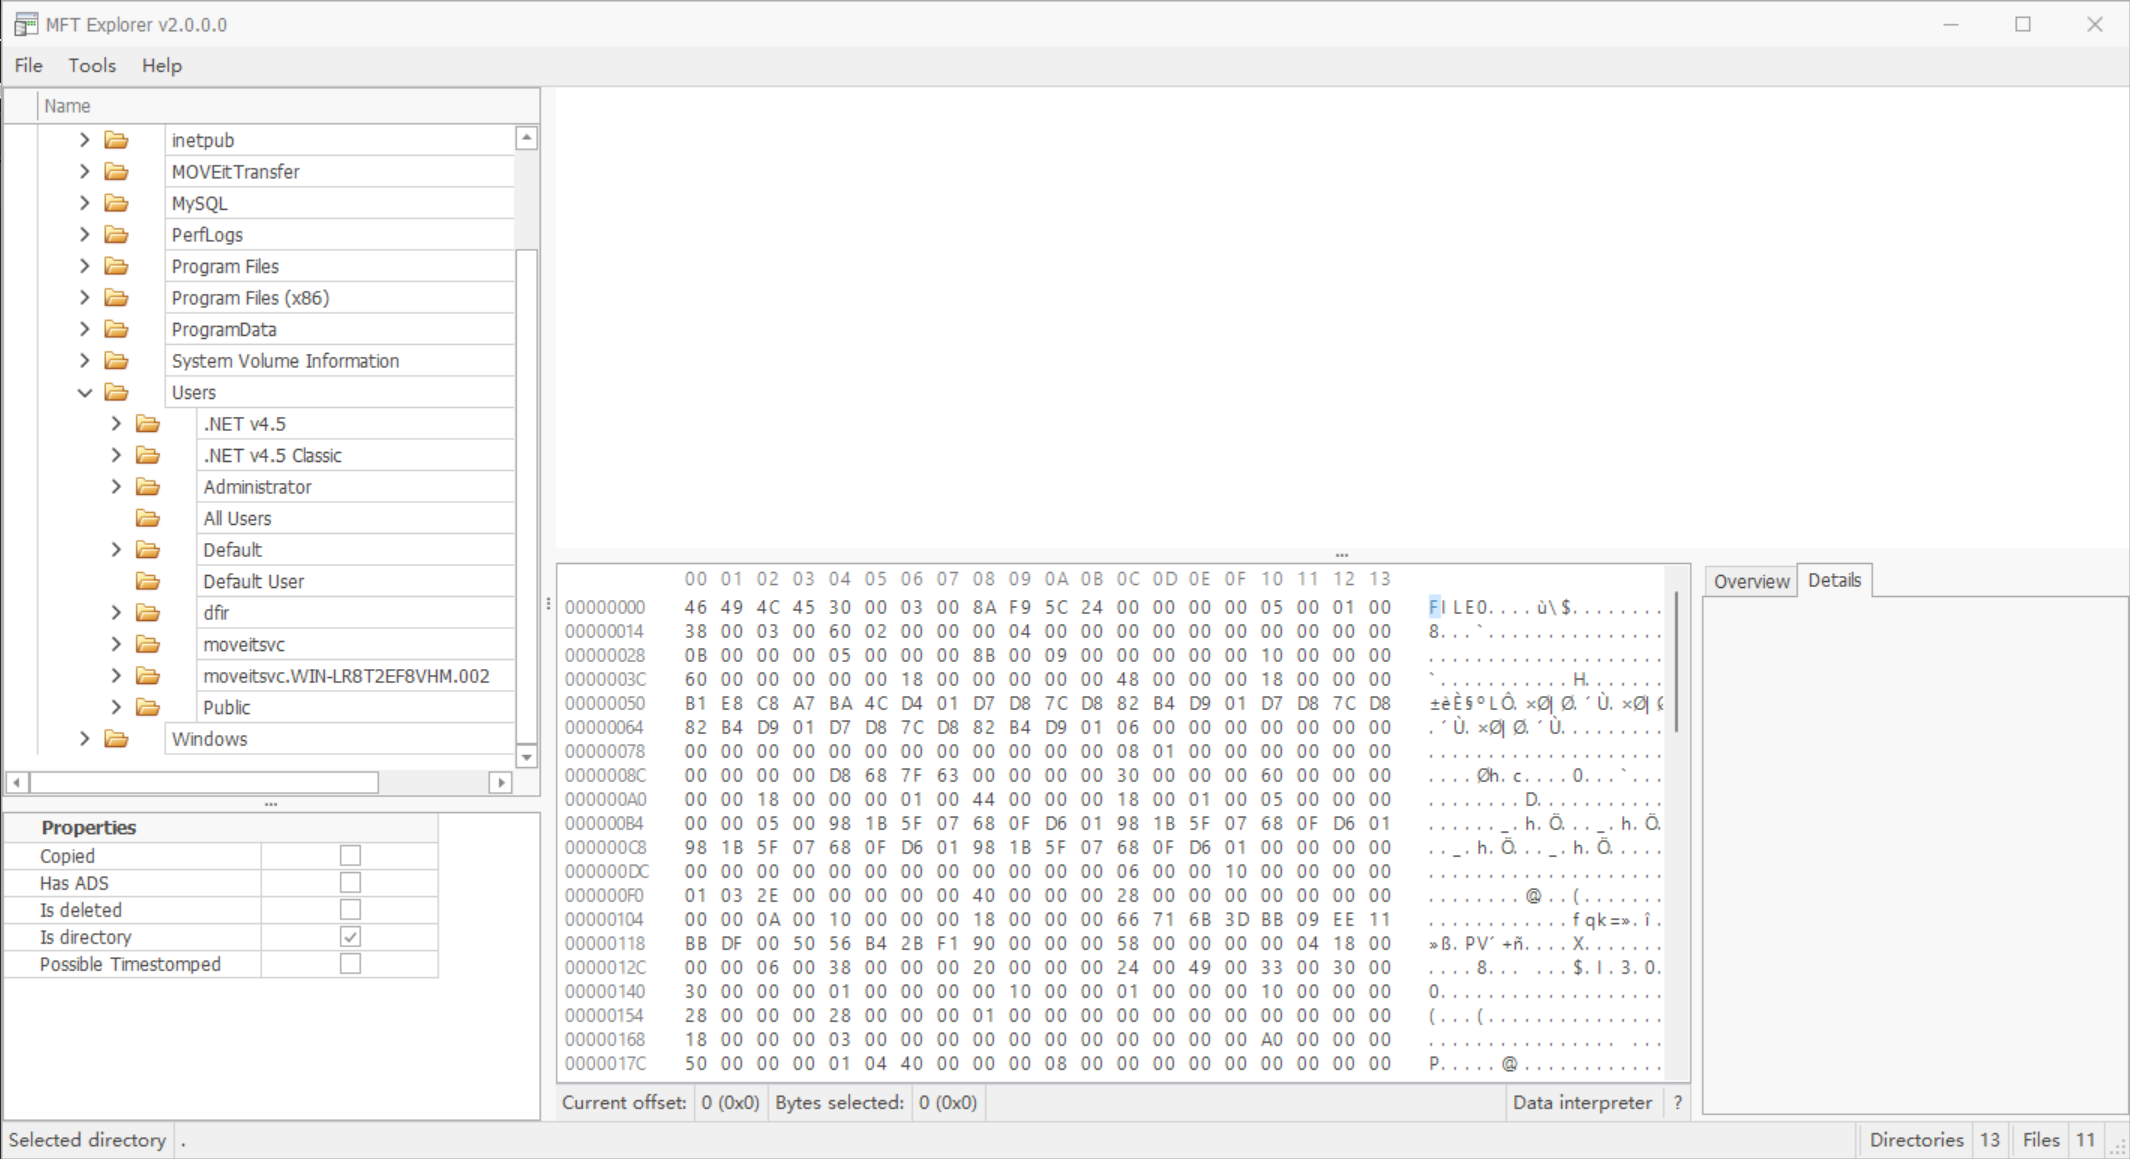 MFT Explorer v2.0.0.0
File Tools Help
Name
inetpub
MOVEitTransfer
MySQL
PerfLogs
Program Files
Program Files (x86)
ProgramData
System Volume Information
Users
.NET v4.5
.NET v4.5 Classic
Administrator
All Users
Default
Default User
dfir
moveitsvc
moveitsvc.WIN-LR8T2EF8VHM.002
Public
Windows
Properties
Copied
Has ADS
Is deleted
Is directory
Possible Timestomped
00 01 02 03 04 05 06 07 08 09 0A 0B 0C 0D 0E 0F 10 11 12 13
00000000 46 49 4C 45 30 00 03 00 8A F9 5C 24 00 00 00 00 05 00 01 00 FILE0....ù\$........
00000014 38 00 03 00 60 02 00 00 00 04 00 00 00 00 00 00 00 00 00 00 8...`...............
00000028 0B 00 00 00 05 00 00 00 8B 00 09 00 00 00 00 00 10 00 00 00 ....................
0000003C 60 00 00 00 00 00 18 00 00 00 00 00 48 00 00 00 18 00 00 00 `...........H.......
00000050 B1 E8 C8 A7 BA 4C D4 01 D7 D8 7C D8 82 B4 D9 01 D7 D8 7C D8 ±èÈ§ºLÔ.×Ø|Ø.´Ù.×Ø|Ø
00000064 82 B4 D9 01 D7 D8 7C D8 82 B4 D9 01 06 00 00 00 00 00 00 00 .´Ù.×Ø|Ø.´Ù.........
00000078 00 00 00 00 00 00 00 00 00 00 00 00 08 01 00 00 00 00 00 00 ....................
0000008C 00 00 00 00 D8 68 7F 63 00 00 00 00 30 00 00 00 60 00 00 00 ....Øh.c....0...`...
000000A0 00 00 18 00 00 00 01 00 44 00 00 00 18 00 01 00 05 00 00 00 ........D...........
000000B4 00 00 05 00 98 1B 5F 07 68 0F D6 01 98 1B 5F 07 68 0F D6 01 ......_.h.Ö..._.h.Ö.
000000C8 98 1B 5F 07 68 0F D6 01 98 1B 5F 07 68 0F D6 01 00 00 00 00 .._.h.Ö..._.h.Ö.....
000000DC 00 00 00 00 00 00 00 00 00 00 00 00 06 00 00 10 00 00 00 00 ....................
000000F0 01 03 2E 00 00 00 00 00 40 00 00 00 28 00 00 00 00 00 00 00 ........@...(.......
00000104 00 00 0A 00 10 00 00 00 18 00 00 00 66 71 6B 3D BB 09 EE 11 ............fqk=».î.
00000118 BB DF 00 50 56 B4 2B F1 90 00 00 00 58 00 00 00 00 04 18 00 »ß.PV´+ñ....X.......
0000012C 00 00 06 00 38 00 00 00 20 00 00 00 24 00 49 00 33 00 30 00 ....8... ...$.I.3.0.
00000140 30 00 00 00 01 00 00 00 00 10 00 00 01 00 00 00 10 00 00 00 0...................
00000154 28 00 00 00 28 00 00 00 01 00 00 00 00 00 00 00 00 00 00 00 (...(...............
00000168 18 00 00 00 03 00 00 00 00 00 00 00 00 00 00 00 A0 00 00 00 ................ ...
0000017C 50 00 00 00 01 04 40 00 00 00 08 00 00 00 00 00 00 00 00 00 P.....@.............
Current offset: 0 (0x0) Bytes selected: 0 (0x0) Data interpreter ?
Overview Details
Selected directory . Directories 13 Files 11